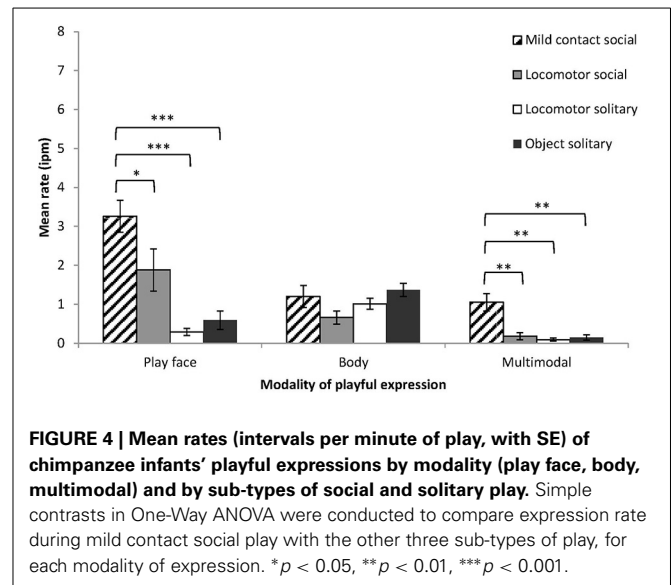 8
7
6
5
4
3
2
1
0
Mean rate (ipm)
Mild contact social
Locomotor social
Locomotor solitary
Object solitary
***
***
*
**
**
**
Play face
Body
Multimodal
Modality of playful expression
FIGURE 4 | Mean rates (intervals per minute of play, with SE) of
chimpanzee infants’ playful expressions by modality (play face, body,
multimodal) and by sub-types of social and solitary play. Simple
contrasts in One-Way ANOVA were conducted to compare expression rate
during mild contact social play with the other three sub-types of play, for
each modality of expression. *p < 0.05, **p < 0.01, ***p < 0.001.